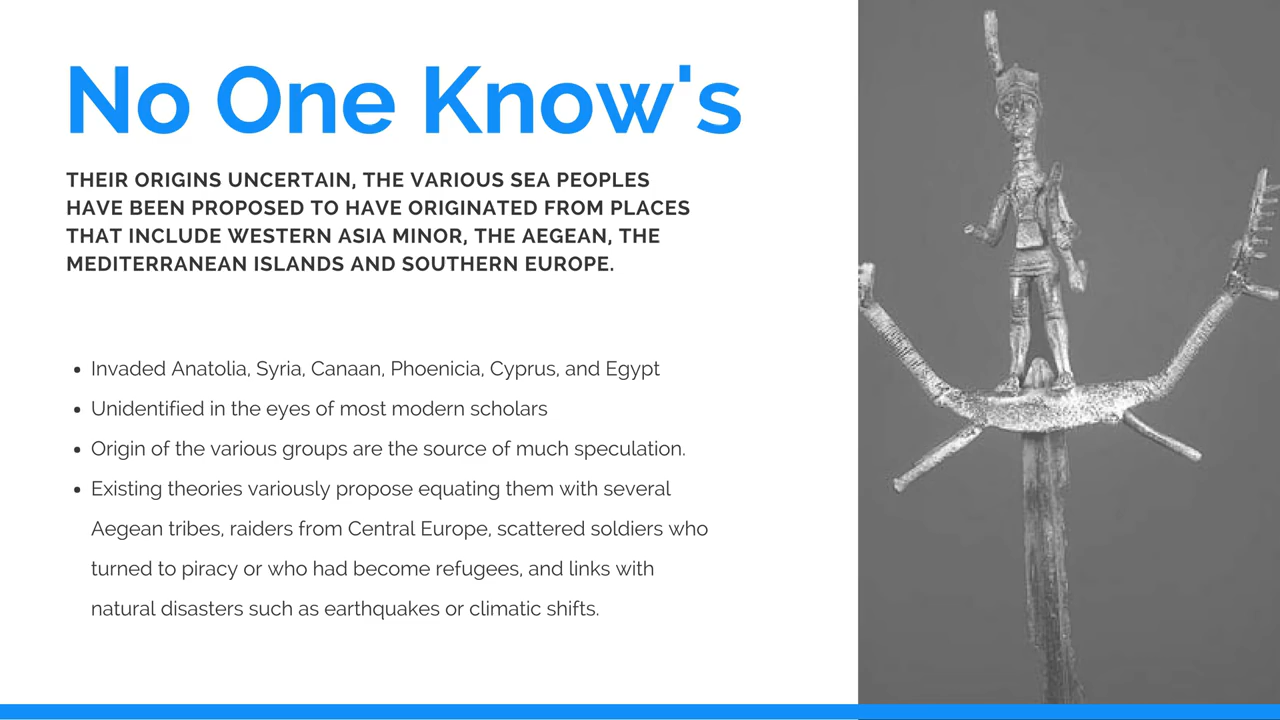 No One Know's
THEIR ORIGINS UNCERTAIN, THE VARIOUS SEA PEOPLES
HAVE BEEN PROPOSED TO HAVE ORIGINATED FROM PLACES
THAT INCLUDE WESTERN ASIA MINOR, THE AEGEAN, THE
MEDITERRANEAN ISLANDS AND SOUTHERN EUROPE.
• Invaded Anatolia, Syria, Canaan, Phoenicia, Cyprus, and Egypt
• Unidentified in the eyes of most modern scholars
• Origin of the various groups are the source of much speculation.
• Existing theories variously propose equating them with several
Aegean tribes, raiders from Central Europe, scattered soldiers who
turned to piracy or who had become refugees, and links with
natural disasters such as earthquakes or climatic shifts.